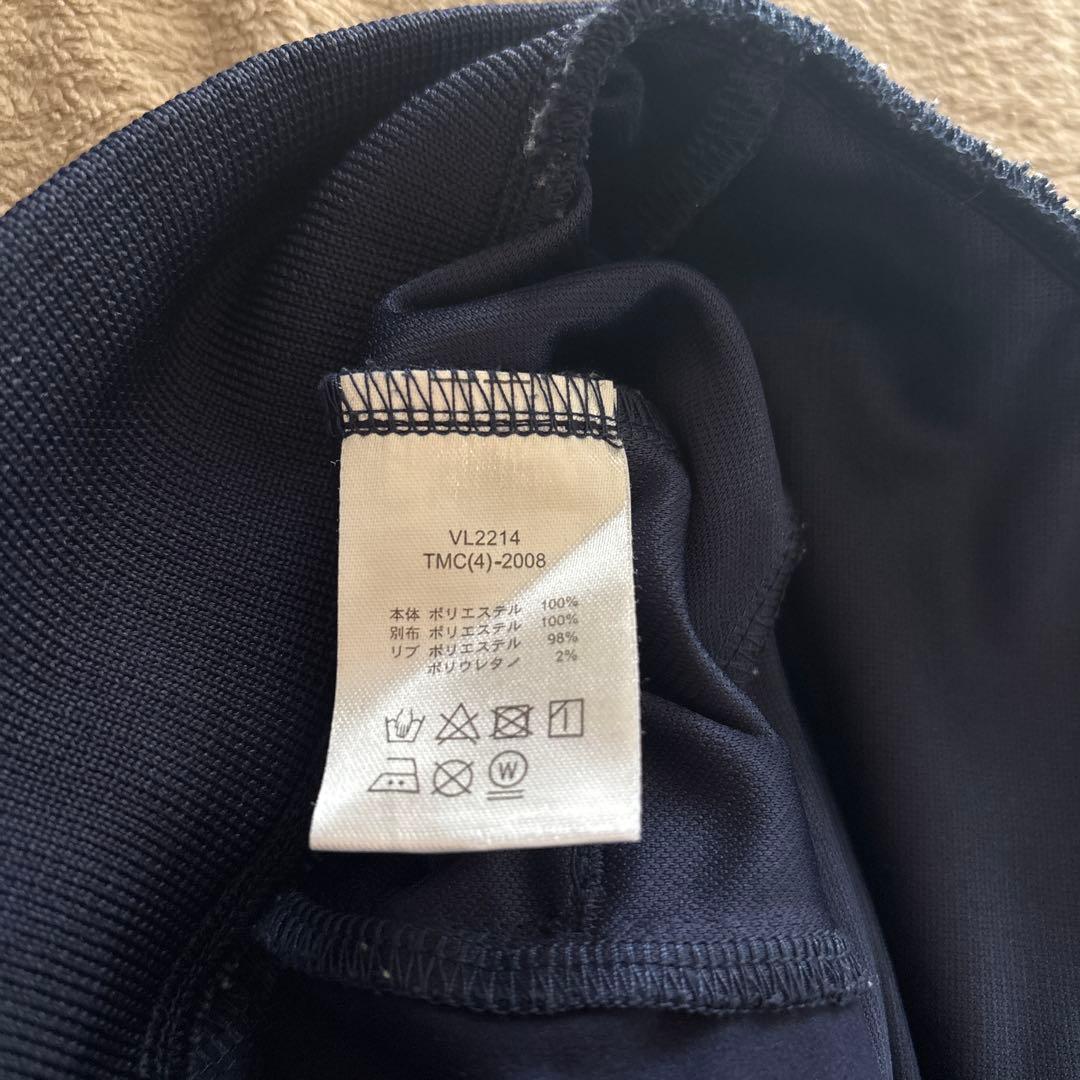 VL2214
TMC(4)-2008
本体 ポリエステル 100%
別布 ポリエステル 100%
リブ ポリエステル 98%
ポリウレタン 2%
W